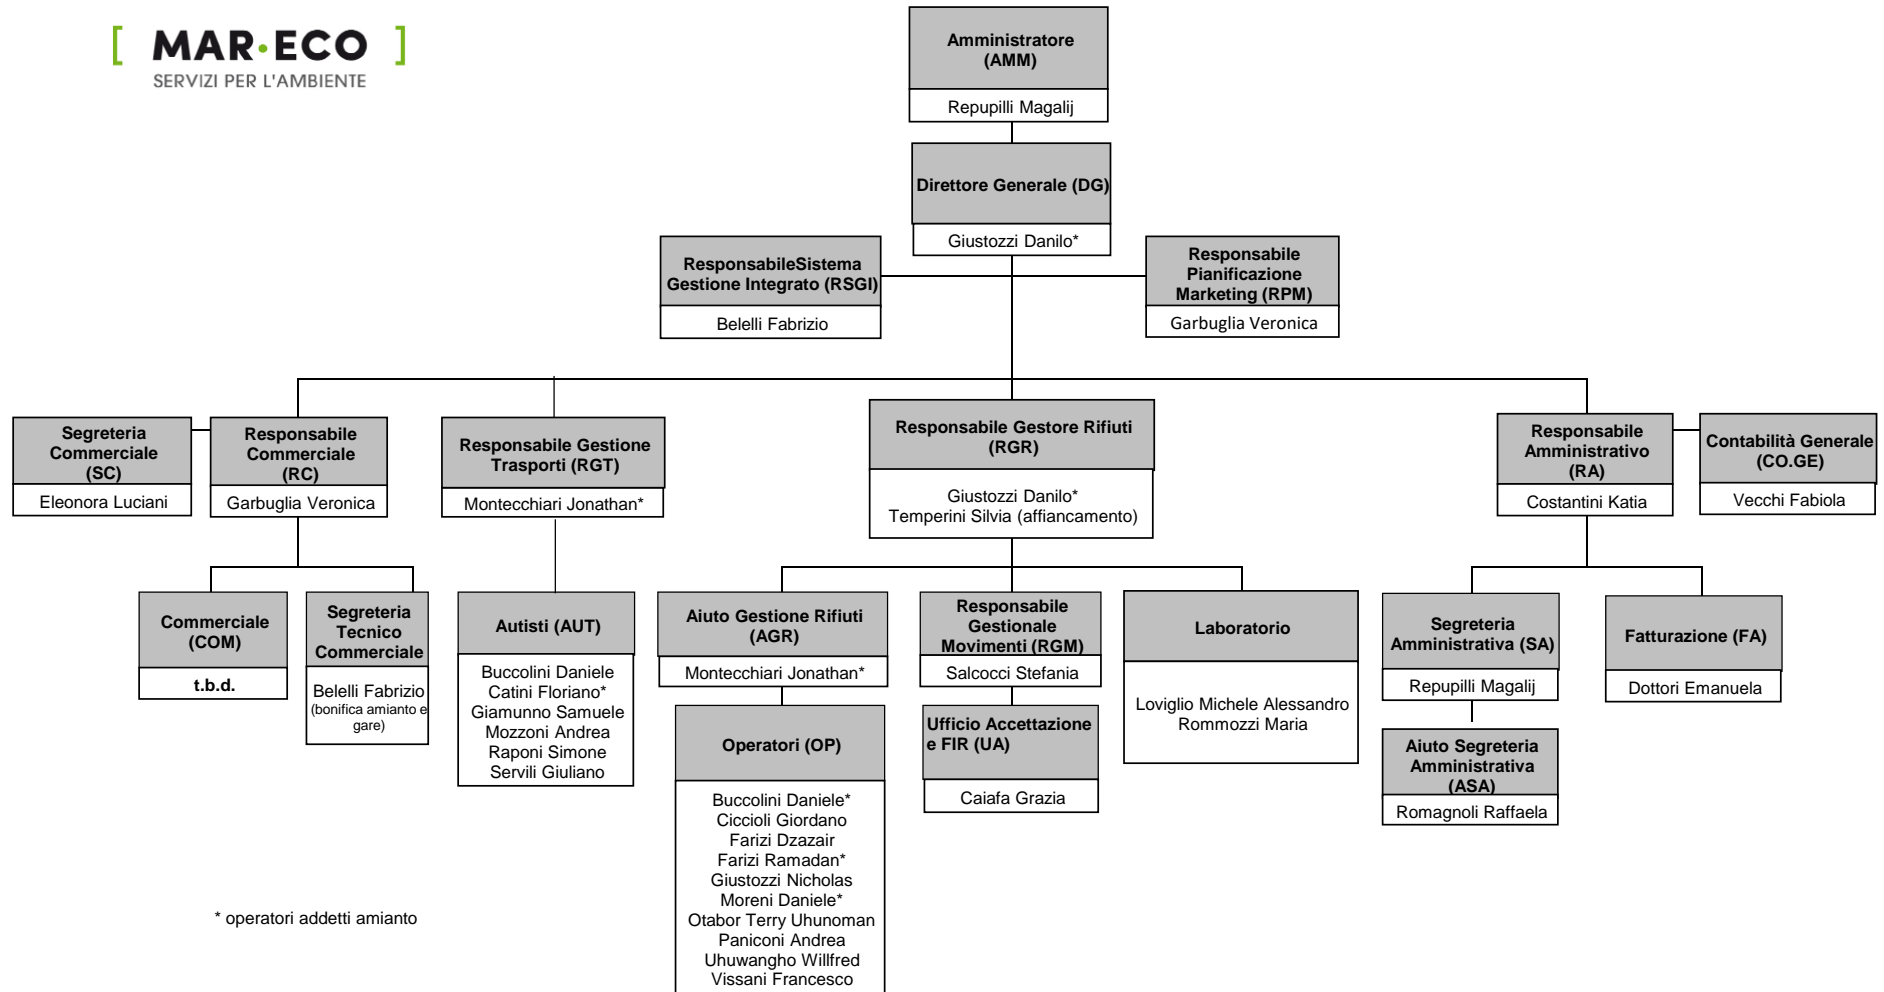 [ MAR·ECO ]
SERVIZI PER L'AMBIENTE
Amministratore
(AMM)
Repupilli Magalij
Direttore Generale (DG)
Giustozzi Danilo*
ResponsabileSistema
Gestione Integrato (RSGI)
Belelli Fabrizio
Responsabile
Pianificazione
Marketing (RPM)
Garbuglia Veronica
Segreteria
Commerciale
(SC)
Eleonora Luciani
Responsabile
Commerciale
(RC)
Garbuglia Veronica
Responsabile Gestione
Trasporti (RGT)
Montecchiari Jonathan*
Responsabile Gestore Rifiuti
(RGR)
Giustozzi Danilo*
Temperini Silvia (affiancamento)
Responsabile
Amministrativo
(RA)
Costantini Katia
Contabilità Generale
(CO.GE)
Vecchi Fabiola
Commerciale
(COM)
t.b.d.
Segreteria
Tecnico
Commerciale
Belelli Fabrizio
(bonifica amianto e
gare)
Autisti (AUT)
Buccolini Daniele
Catini Floriano*
Giamunno Samuele
Mozzoni Andrea
Raponi Simone
Servili Giuliano
Aiuto Gestione Rifiuti
(AGR)
Montecchiari Jonathan*
Operatori (OP)
Buccolini Daniele*
Ciccioli Giordano
Farizi Dzazair
Farizi Ramadan*
Giustozzi Nicholas
Moreni Daniele*
Otabor Terry Uhunoman
Paniconi Andrea
Uhuwangho Willfred
Vissani Francesco
Responsabile
Gestionale
Movimenti (RGM)
Salcocci Stefania
Ufficio Accettazione
e FIR (UA)
Caiafa Grazia
Laboratorio
Loviglio Michele Alessandro
Rommozzi Maria
Segreteria
Amministrativa (SA)
Repupilli Magalij
Aiuto Segreteria
Amministrativa
(ASA)
Romagnoli Raffaela
Fatturazione (FA)
Dottori Emanuela
* operatori addetti amianto